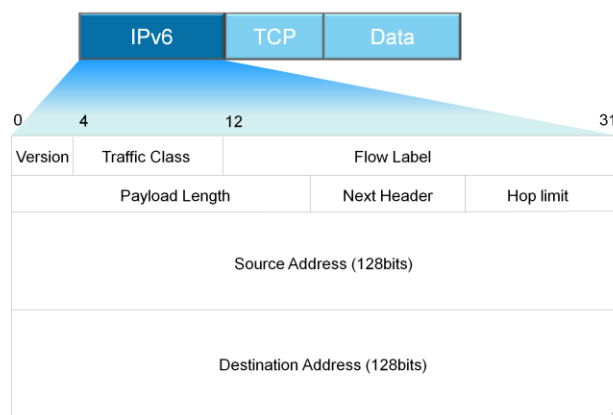 IPv6 TCP Data
0 4 12 31
Version Traffic Class Flow Label
Payload Length Next Header Hop limit
Source Address (128bits)
Destination Address (128bits)